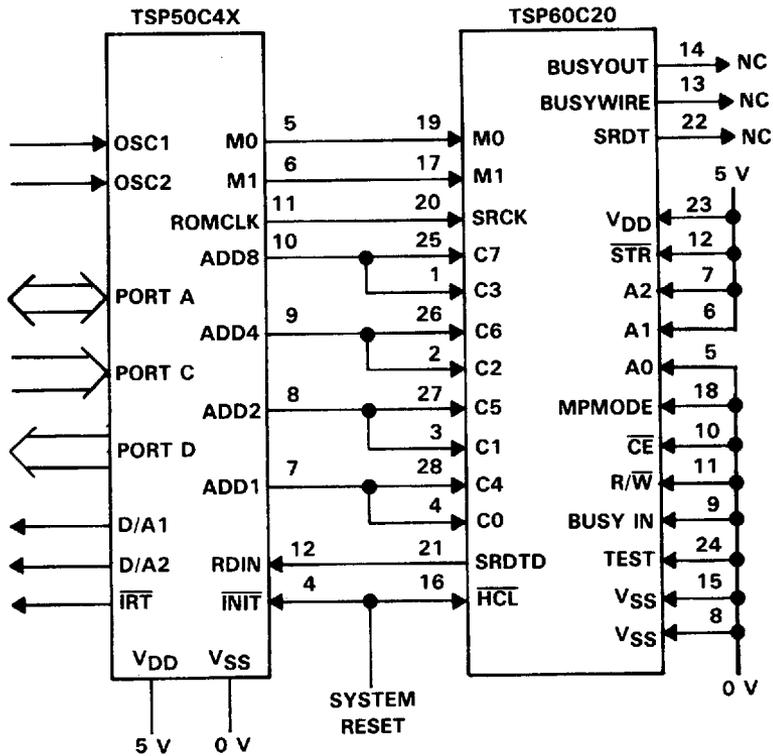 TSP50C4X TSP60C20
BUSYOUT 14 NC
BUSYWIRE 13 NC
SRDT 22 NC
OSC1 M0 5 19 M0
OSC2 M1 6 17 M1
5 V
ROMCLK 11 20 SRCK
VDD 23
ADD8 10 25 C7
STR 12
PORT A 1 C3
A2 7
ADD4 9 26 C6
A1 6
PORT C 2 C2
A0 5
ADD2 8 27 C5
MPMODE 18
PORT D 3 C1
CE 10
ADD1 7 28 C4
R/W 11
D/A1 4 C0
BUSY IN 9
D/A2 RDIN 12 21 SRDTD
TEST 24
IRT INIT 4 16 HCL
VSS 15
VSS 8
VDD VSS
0 V
SYSTEM
RESET
5 V 0 V